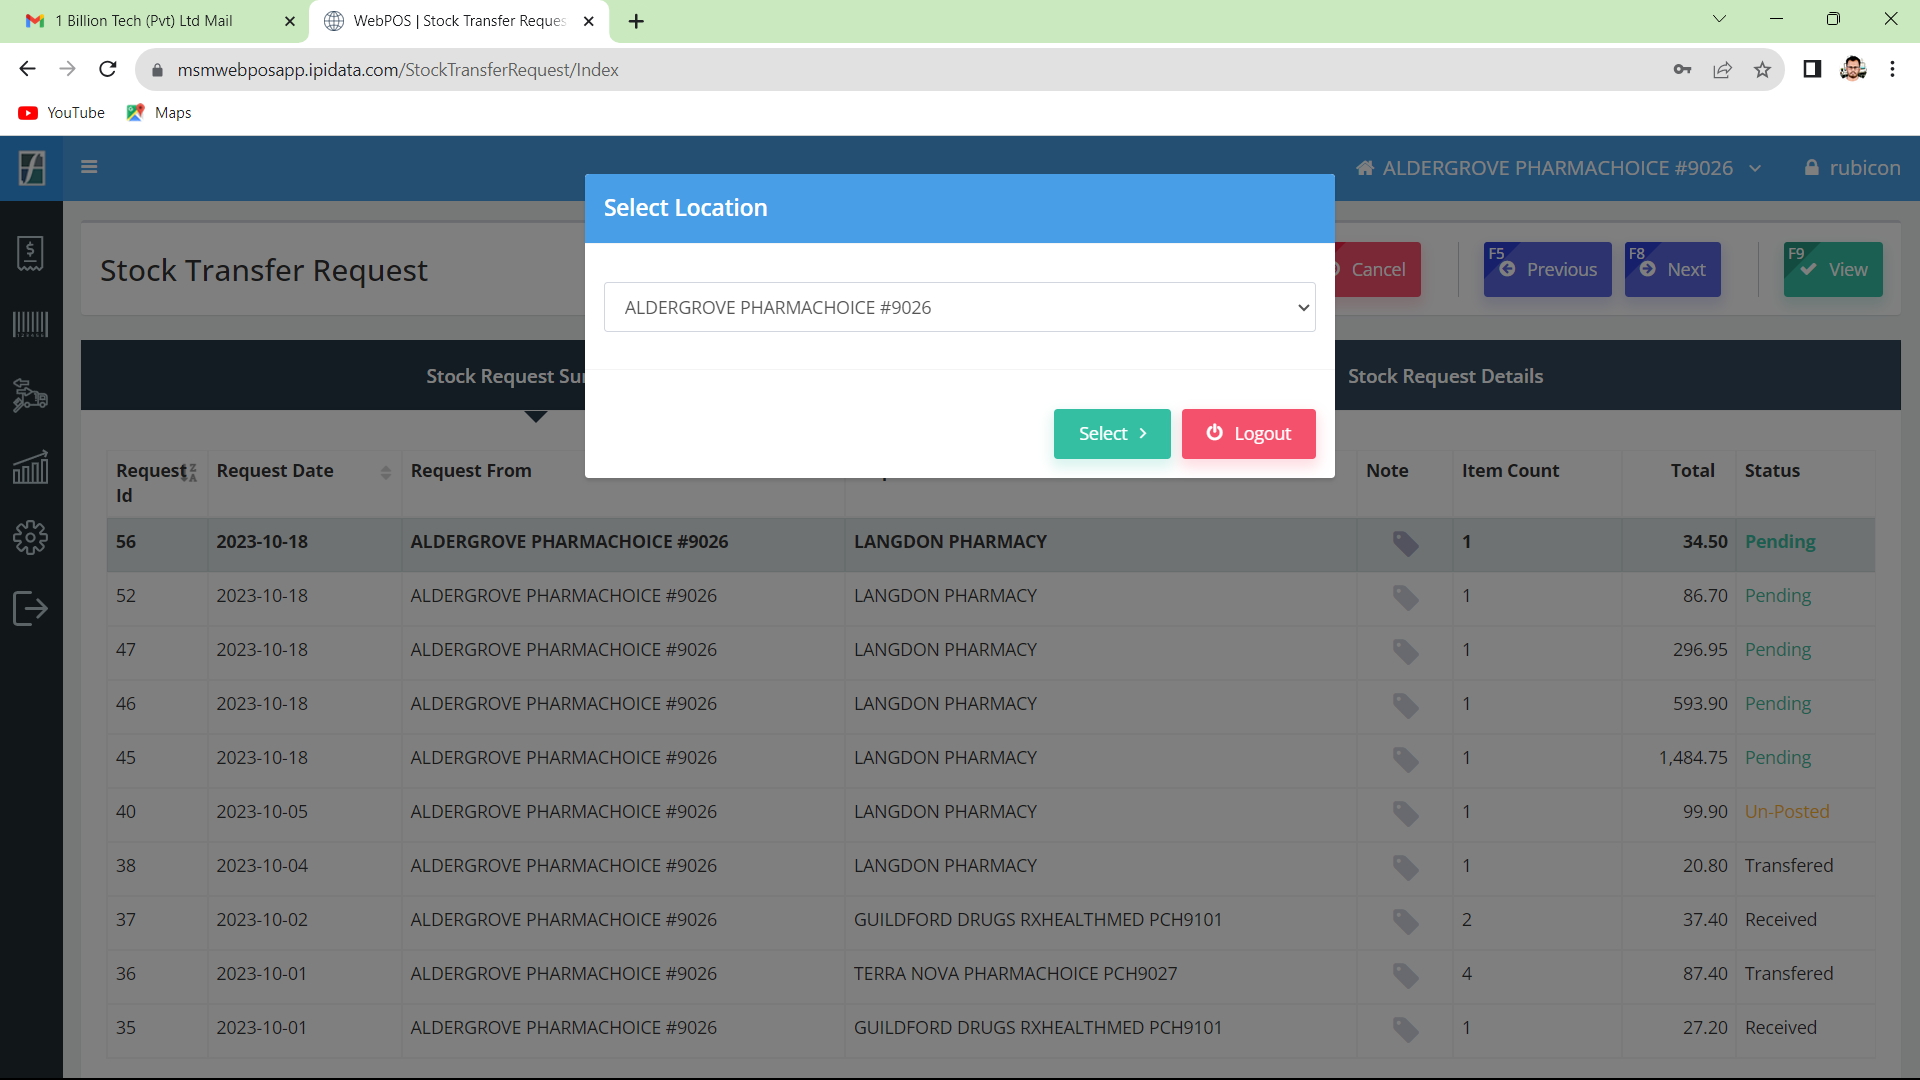 1 Billion Tech (Pvt) Ltd Mail
WebPOS | Stock Transfer Reques
msmwebposapp.ipidata.com/StockTransferRequest/Index
YouTube
Maps
ALDERGROVE PHARMACHOICE #9026
rubicon
Select Location
Stock Transfer Request
Cancel
F5 Previous
F8 Next
F9 View
ALDERGROVE PHARMACHOICE #9026
Stock Request Su
Stock Request Details
Select
Logout
Request Id Request Date Request From Note Item Count Total Status
56 2023-10-18 ALDERGROVE PHARMACHOICE #9026 LANGDON PHARMACY 1 34.50 Pending
52 2023-10-18 ALDERGROVE PHARMACHOICE #9026 LANGDON PHARMACY 1 86.70 Pending
47 2023-10-18 ALDERGROVE PHARMACHOICE #9026 LANGDON PHARMACY 1 296.95 Pending
46 2023-10-18 ALDERGROVE PHARMACHOICE #9026 LANGDON PHARMACY 1 593.90 Pending
45 2023-10-18 ALDERGROVE PHARMACHOICE #9026 LANGDON PHARMACY 1 1,484.75 Pending
40 2023-10-05 ALDERGROVE PHARMACHOICE #9026 LANGDON PHARMACY 1 99.90 Un-Posted
38 2023-10-04 ALDERGROVE PHARMACHOICE #9026 LANGDON PHARMACY 1 20.80 Transfered
37 2023-10-02 ALDERGROVE PHARMACHOICE #9026 GUILDFORD DRUGS RXHEALTHMED PCH9101 2 37.40 Received
36 2023-10-01 ALDERGROVE PHARMACHOICE #9026 TERRA NOVA PHARMACHOICE PCH9027 4 87.40 Transfered
35 2023-10-01 ALDERGROVE PHARMACHOICE #9026 GUILDFORD DRUGS RXHEALTHMED PCH9101 1 27.20 Received